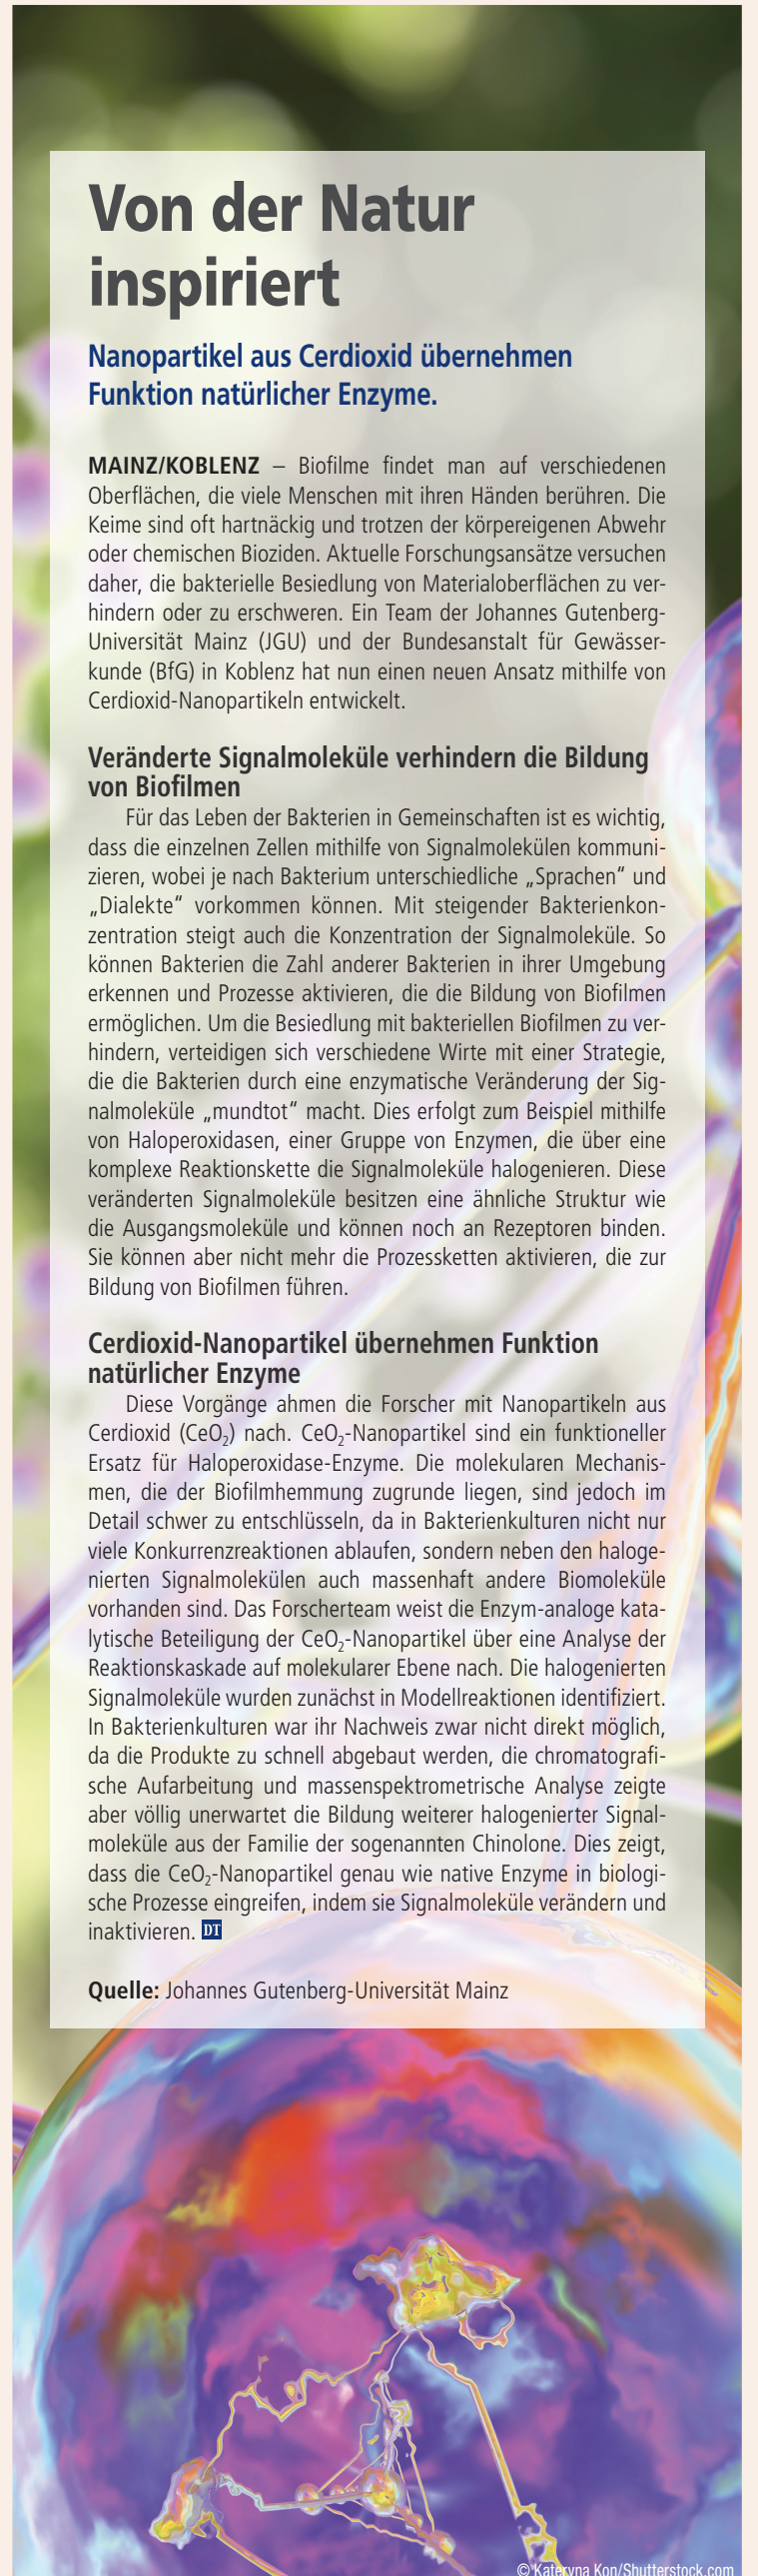 Von der Natur
inspiriert
Nanopartikel aus Cerdioxid übernehmen
Funktion natürlicher Enzyme.
MAINZ/KOBLENZ – Biofilme findet man auf verschiedenen
Oberflächen, die viele Menschen mit ihren Händen berühren. Die
Keime sind oft hartnäckig und trotzen der körpereigenen Abwehr
oder chemischen Bioziden. Aktuelle Forschungsansätze versuchen
daher, die bakterielle Besiedlung von Materialoberflächen zu ver-
hindern oder zu erschweren. Ein Team der Johannes Gutenberg-
Universität Mainz (JGU) und der Bundesanstalt für Gewässer-
kunde (BfG) in Koblenz hat nun einen neuen Ansatz mithilfe von
Cerdioxid-Nanopartikeln entwickelt.
Veränderte Signalmoleküle verhindern die Bildung
von Biofilmen
Für das Leben der Bakterien in Gemeinschaften ist es wichtig,
dass die einzelnen Zellen mithilfe von Signalmolekülen kommuni-
zieren, wobei je nach Bakterium unterschiedliche „Sprachen“ und
„Dialekte“ vorkommen können. Mit steigender Bakterienkon-
zentration steigt auch die Konzentration der Signalmoleküle. So
können Bakterien die Zahl anderer Bakterien in ihrer Umgebung
erkennen und Prozesse aktivieren, die die Bildung von Biofilmen
ermöglichen. Um die Besiedlung mit bakteriellen Biofilmen zu ver-
hindern, verteidigen sich verschiedene Wirte mit einer Strategie,
die die Bakterien durch eine enzymatische Veränderung der Sig-
nalmoleküle „mundtot“ macht. Dies erfolgt zum Beispiel mithilfe
von Haloperoxidasen, einer Gruppe von Enzymen, die über eine
komplexe Reaktionskette die Signalmoleküle halogenieren. Diese
veränderten Signalmoleküle besitzen eine ähnliche Struktur wie
die Ausgangsmoleküle und können noch an Rezeptoren binden.
Sie können aber nicht mehr die Prozessketten aktivieren, die zur
Bildung von Biofilmen führen.
Cerdioxid-Nanopartikel übernehmen Funktion
natürlicher Enzyme
Diese Vorgänge ahmen die Forscher mit Nanopartikeln aus
Cerdioxid (CeO₂) nach. CeO₂-Nanopartikel sind ein funktioneller
Ersatz für Haloperoxidase-Enzyme. Die molekularen Mechanis-
men, die der Biofilmhemmung zugrunde liegen, sind jedoch im
Detail schwer zu entschlüsseln, da in Bakterienkulturen nicht nur
viele Konkurrenzreaktionen ablaufen, sondern neben den haloge-
nierten Signalmolekülen auch massenhaft andere Biomoleküle
vorhanden sind. Das Forscherteam weist die Enzym-analoge kata-
lytische Beteiligung der CeO₂-Nanopartikel über eine Analyse der
Reaktionskaskade auf molekularer Ebene nach. Die halogenierten
Signalmoleküle wurden zunächst in Modellreaktionen identifiziert.
In Bakterienkulturen war ihr Nachweis zwar nicht direkt möglich,
da die Produkte zu schnell abgebaut werden, die chromatografi-
sche Aufarbeitung und massenspektrometrische Analyse zeigte
aber völlig unerwartet die Bildung weiterer halogenierter Signal-
moleküle aus der Familie der sogenannten Chinolone. Dies zeigt,
dass die CeO₂-Nanopartikel genau wie native Enzyme in biologi-
sche Prozesse eingreifen, indem sie Signalmoleküle verändern und
inaktivieren. DT
Quelle: Johannes Gutenberg-Universität Mainz
© Kateryna Kon/Shutterstock.com